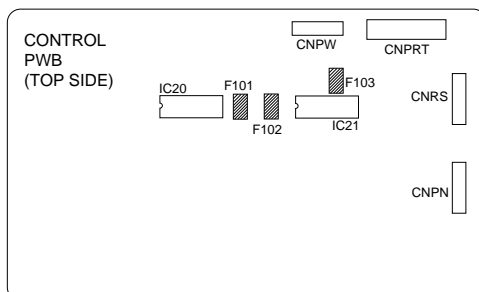 CONTROL
PWB
(TOP SIDE)
CNPW
CNPRT
IC20
F101
F102
F103
IC21
CNRS
CNPN